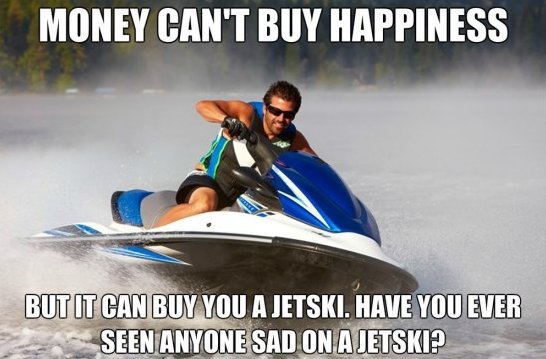 MONEY CAN'T BUY HAPPINESS
BUT IT CAN BUY YOU A JETSKI. HAVE YOU EVER
SEEN ANYONE SAD ON A JETSKI?